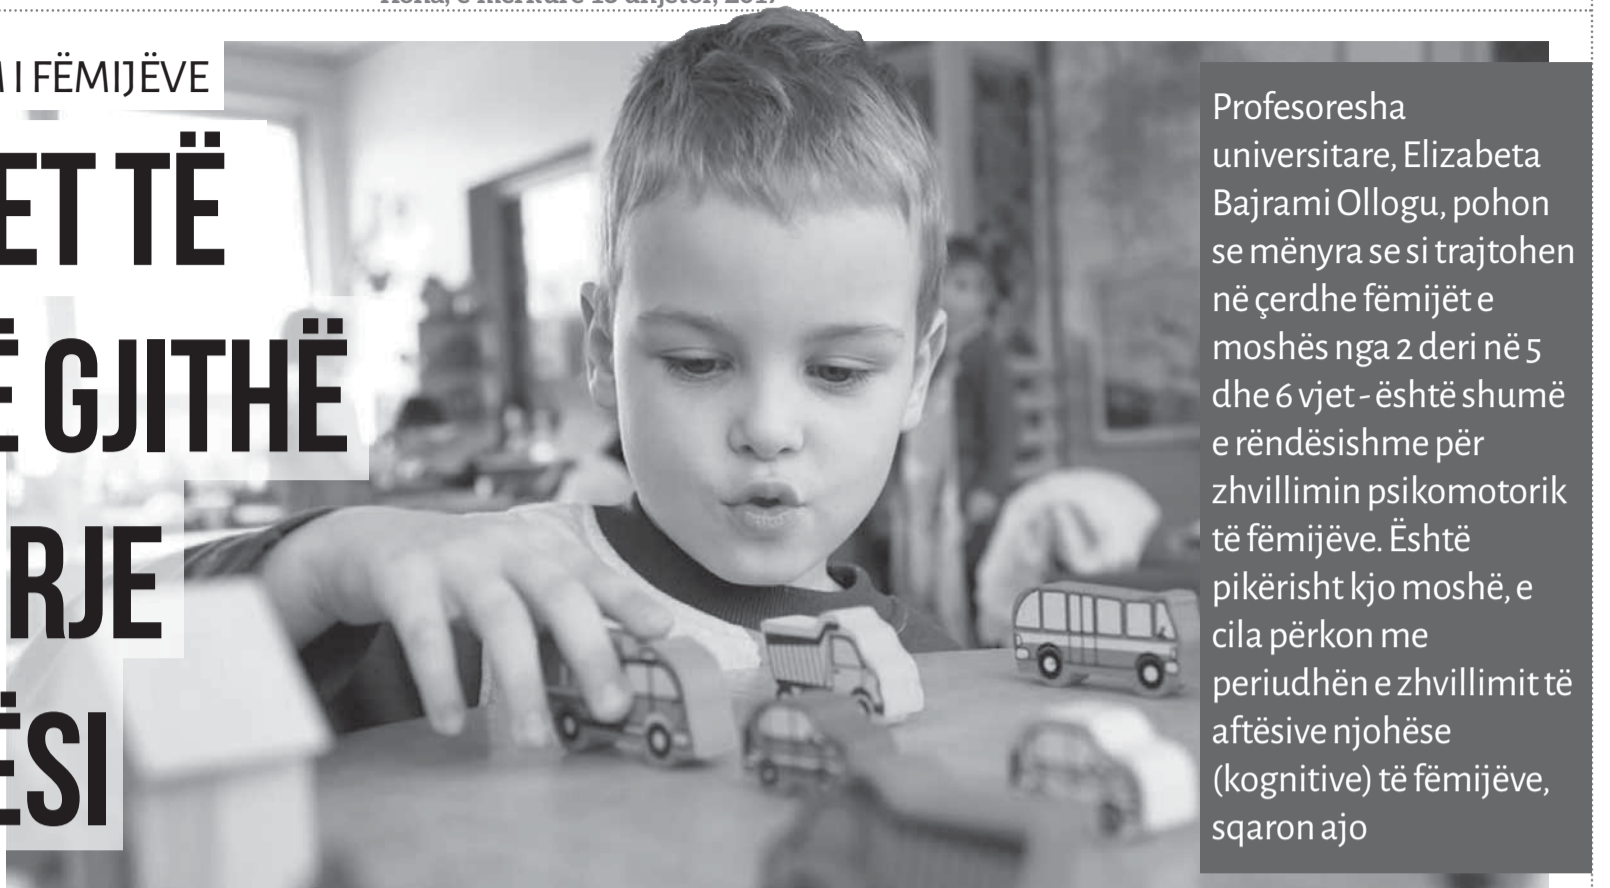 I FËMIJËVE
ET TË
Ë GJITHË
RJE
ËSI
Profesoresha
universitare, Elizabeta
Bajrami Ollogu, pohon
se mënyra se si trajtohen
në çerdhe fëmijët e
moshës nga 2 deri në 5
dhe 6 vjet - është shumë
e rëndësishme për
zhvillimin psikomotorik
të fëmijëve. Është
pikërisht kjo moshë, e
cila përkon me
periudhën e zhvillimit të
aftësive njohëse
(kognitive) të fëmijëve,
sqaron ajo